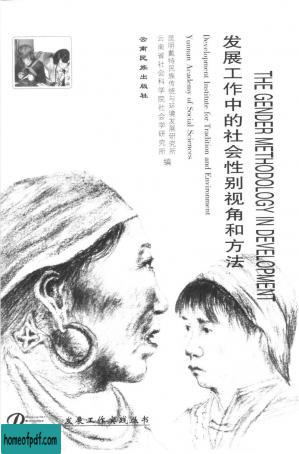 THE GENDER METHODOLOGY IN DEVELOPMENT
发展工作中的社会性别视角和方法
Development Institute for Tradition and Environment
Yunnan Academy of Social Sciences
昆明戴特民族传统与环境发展研究所
云南省社会科学院社会学研究所
编
云南民族出版社
发展工作实践丛书
homeofpdf.com